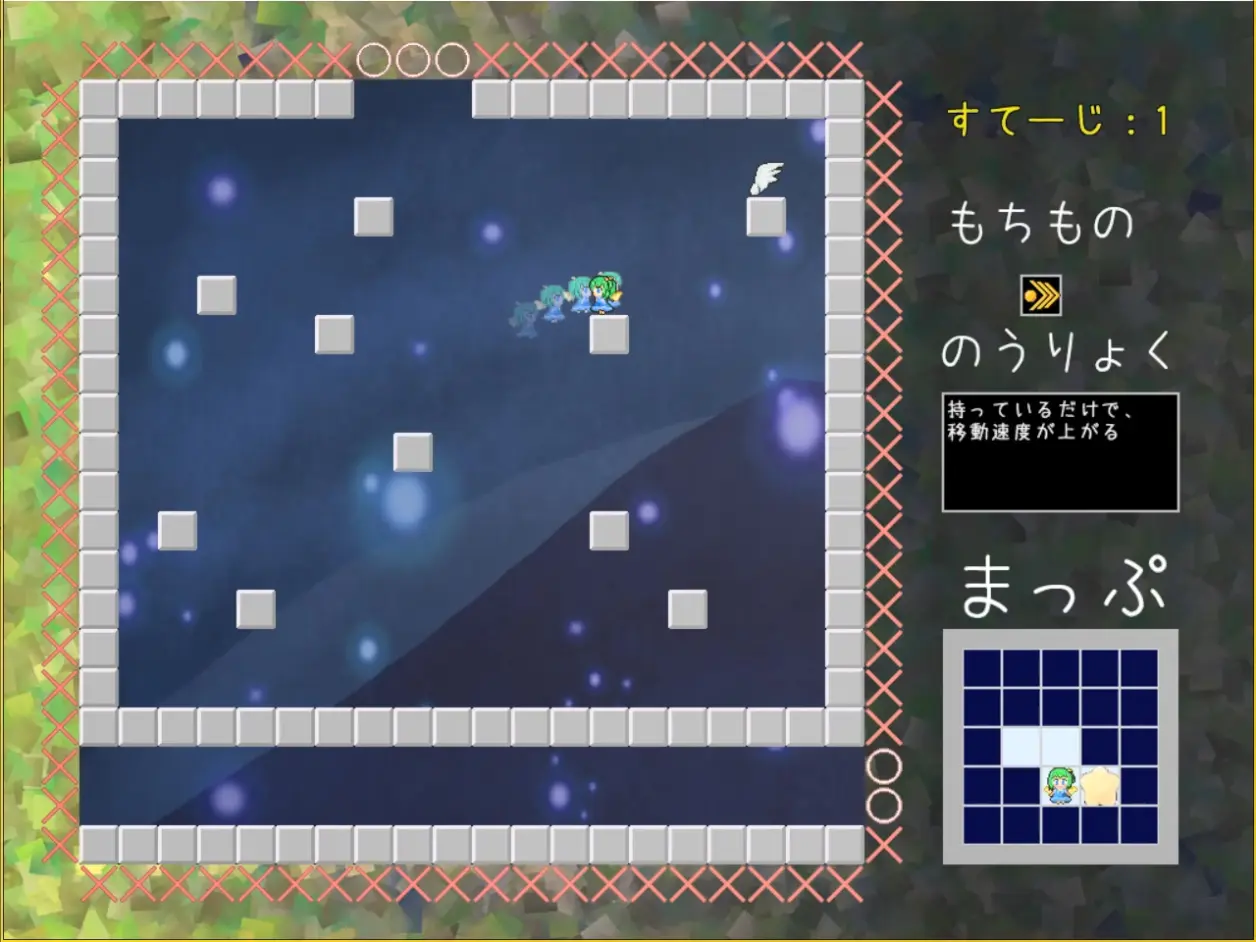 すてーじ：1
もちもの
のうりょく
持っているだけで、
移動速度が上がる
まっぷ